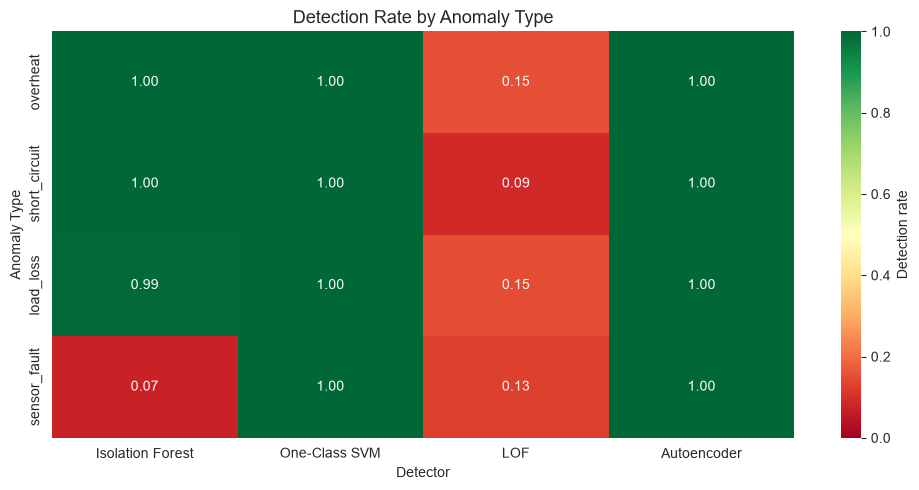 Detection Rate by Anomaly Type
Anomaly Type
overheat
1.00
1.00
0.15
1.00
short_circuit
1.00
1.00
0.09
1.00
load_loss
0.99
1.00
0.15
1.00
sensor_fault
0.07
1.00
0.13
1.00
Isolation Forest
One-Class SVM
LOF
Autoencoder
Detector
1.0
0.8
0.6
0.4
0.2
0.0
Detection rate